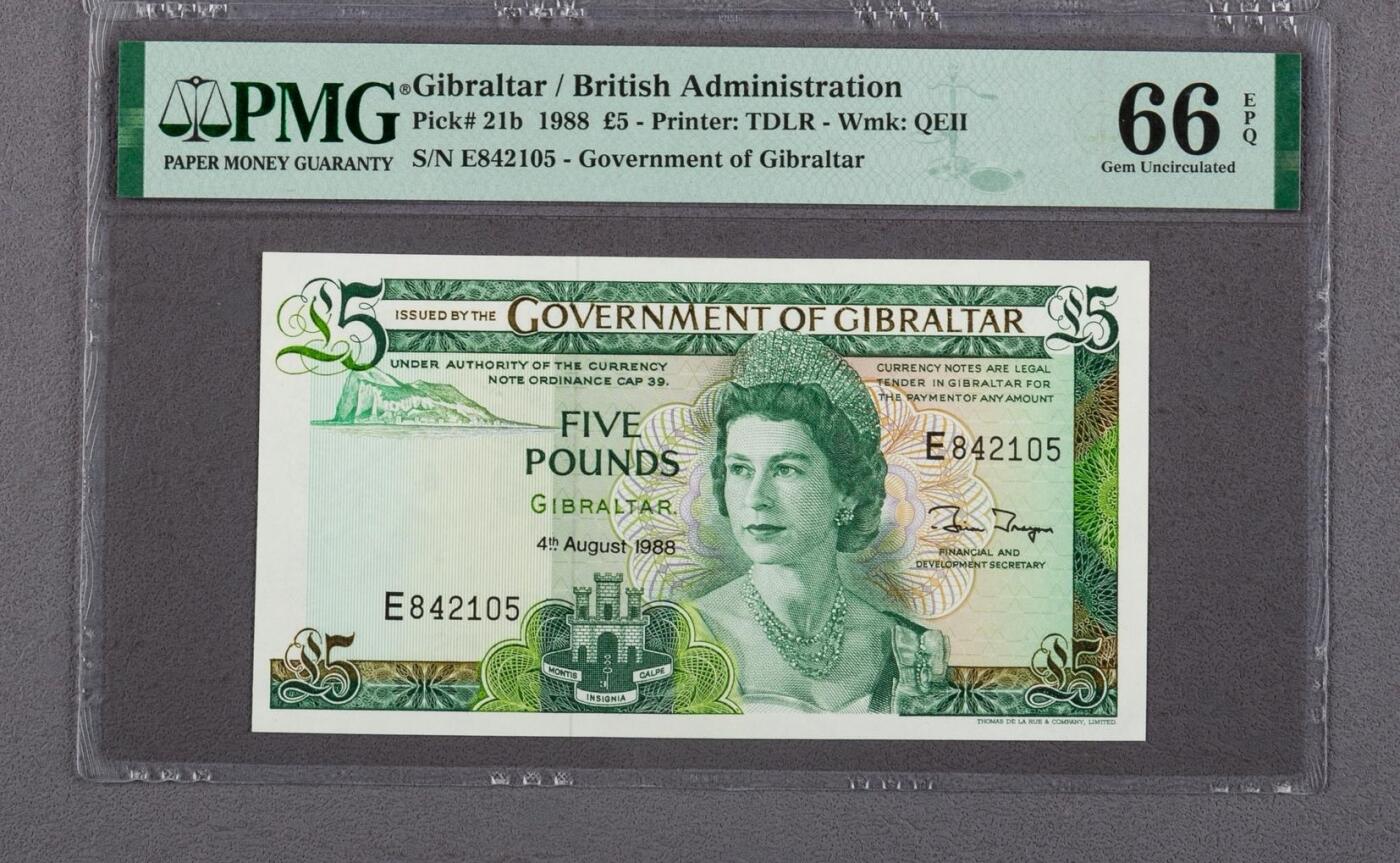 PMG®
PAPER MONEY GUARANTY
Gibraltar / British Administration
Pick# 21b 1988 £5 - Printer: TDLR - Wmk: QEII
S/N E842105 - Government of Gibraltar
66
EPQ
Gem Uncirculated
£5
ISSUED BY THE GOVERNMENT OF GIBRALTAR
£5
UNDER AUTHORITY OF THE CURRENCY
NOTE ORDINANCE CAP 39.
CURRENCY NOTES ARE LEGAL
TENDER IN GIBRALTAR FOR
THE PAYMENT OF ANY AMOUNT
FIVE
POUNDS
GIBRALTAR.
4th August 1988
E842105
FINANCIAL AND
DEVELOPMENT SECRETARY
E842105
£5
MONTIS CALPE
INSIGNIA
£5
THOMAS DE LA RUE & COMPANY, LIMITED.